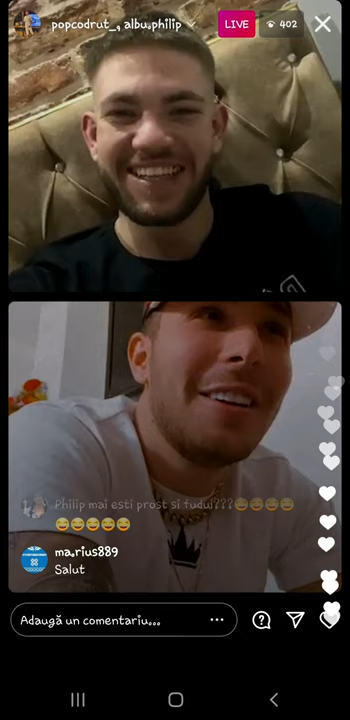 popcodrut_, albu.philip
LIVE
402
Philip mai esti prost si fudul???😂😂😂😂
😂😂😂😂😂
ma.rius889
Salut
Adaugă un comentariu...